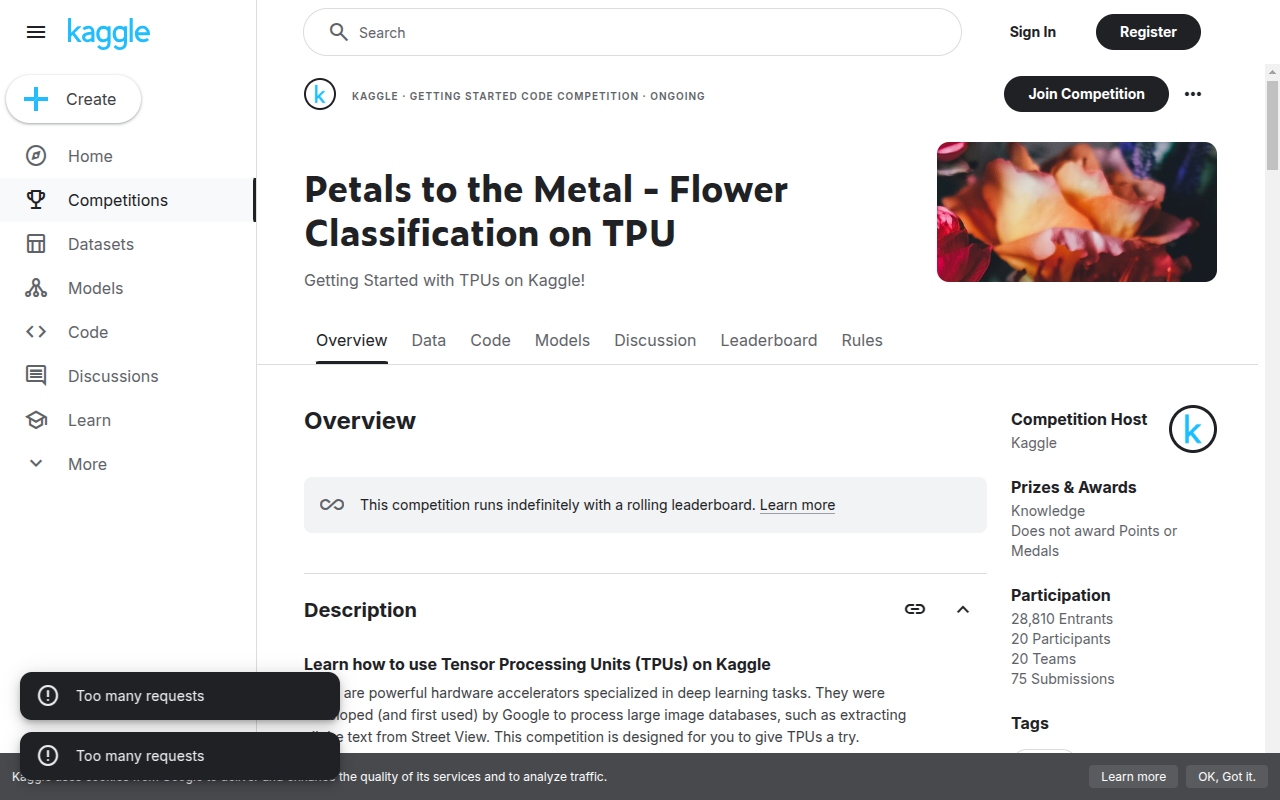 kaggle
Search
Sign In
Register
Create
Home
Competitions
Datasets
Models
Code
Discussions
Learn
More
KAGGLE · GETTING STARTED CODE COMPETITION · ONGOING
Join Competition
Petals to the Metal - Flower
Classification on TPU
Getting Started with TPUs on Kaggle!
Overview
Data
Code
Models
Discussion
Leaderboard
Rules
Overview
This competition runs indefinitely with a rolling leaderboard. Learn more
Description
Learn how to use Tensor Processing Units (TPUs) on Kaggle
are powerful hardware accelerators specialized in deep learning tasks. They were
(and first used) by Google to process large image databases, such as extracting
text from Street View. This competition is designed for you to give TPUs a try.
Competition Host
Kaggle
Prizes & Awards
Knowledge
Does not award Points or
Medals
Participation
28,810 Entrants
20 Participants
20 Teams
75 Submissions
Tags
Too many requests
Too many requests
the quality of its services and to analyze traffic.
Learn more
OK, Got it.